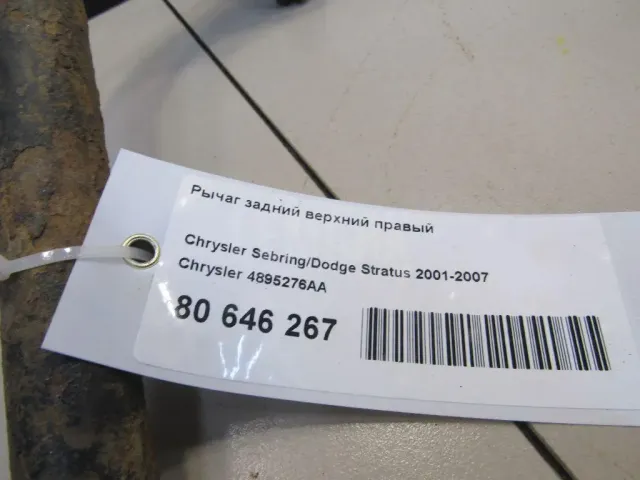 Рычаг задний верхний правый
Chrysler Sebring/Dodge Stratus 2001-2007
Chrysler 4895276AA
80 646 267